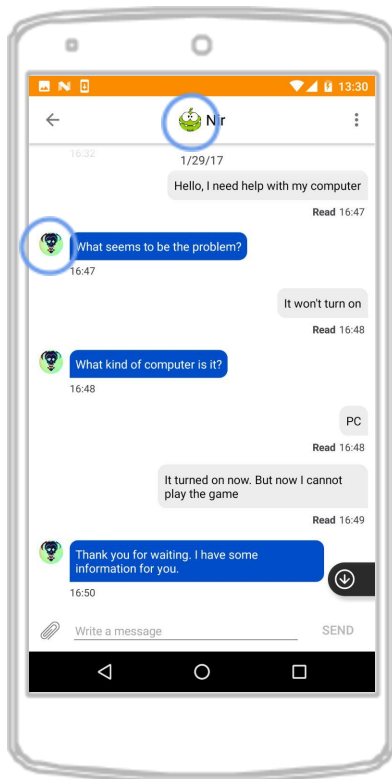 13:30
Nir
16:32
1/29/17
Hello, I need help with my computer
Read 16:47
What seems to be the problem?
16:47
It won't turn on
Read 16:48
What kind of computer is it?
16:48
PC
Read 16:48
It turned on now. But now I cannot
play the game
Read 16:49
Thank you for waiting. I have some
information for you.
16:50
Write a message
SEND